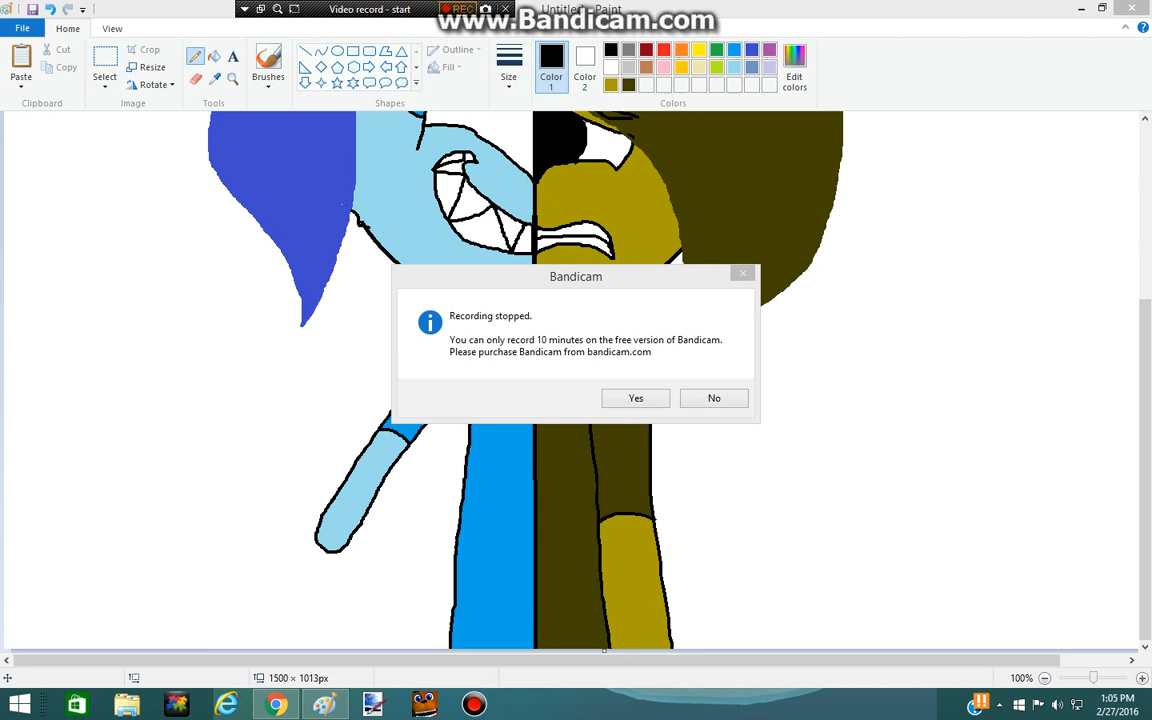 Video record - start
REC
www.Bandicam.com
Untitled - Paint
File
Home
View
Paste
Cut
Copy
Clipboard
Select
Crop
Resize
Rotate
Image
Tools
Brushes
Outline
Fill
Shapes
Size
Color
1
Color
2
Edit
colors
Colors
Bandicam
Recording stopped.
You can only record 10 minutes on the free version of Bandicam.
Please purchase Bandicam from bandicam.com
Yes
No
1500 × 1013px
100%
1:05 PM
2/27/2016